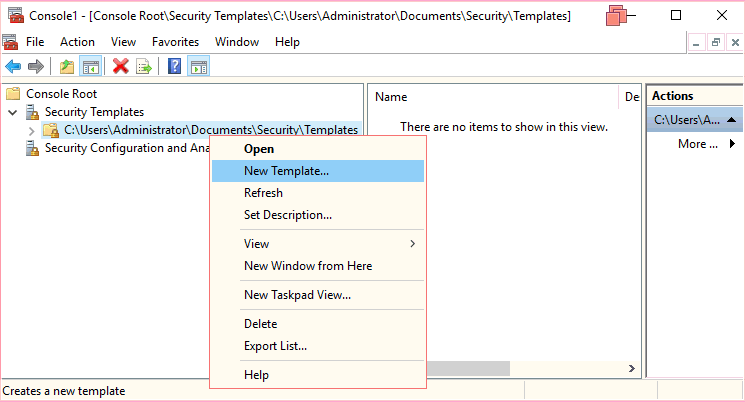 Console1 - [Console Root\Security Templates\C:\Users\Administrator\Documents\Security\Templates]
File Action View Favorites Window Help
Console Root
Security Templates
C:\Users\Administrator\Documents\Security\Templates
Security Configuration and Ana
Open
New Template...
Refresh
Set Description...
View
New Window from Here
New Taskpad View...
Delete
Export List...
Help
Name De
There are no items to show in this view.
Actions
C:\Users\A...
More ...
Creates a new template